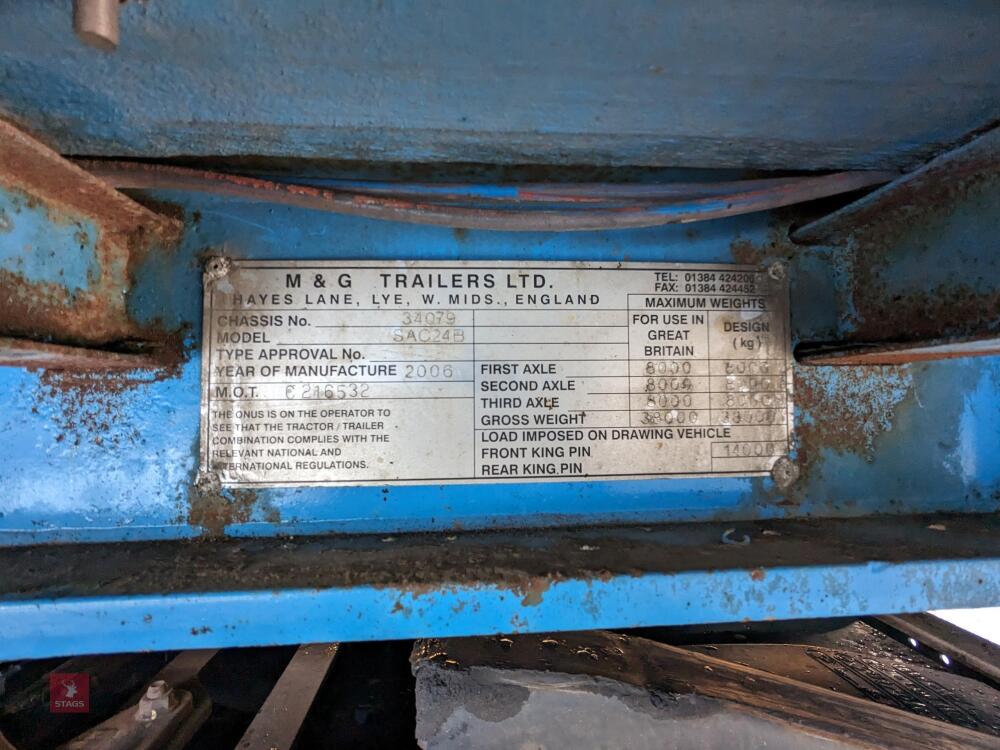 M & G TRAILERS LTD.
HAYES LANE, LYE, W. MIDS., ENGLAND
TEL: 01384 424200
FAX: 01384 424452
CHASSIS No. 34079
MODEL SAC24B
TYPE APPROVAL No.
YEAR OF MANUFACTURE 2006
M.O.T. C216532
THE ONUS IS ON THE OPERATOR TO
SEE THAT THE TRACTOR / TRAILER
COMBINATION COMPLIES WITH THE
RELEVANT NATIONAL AND
INTERNATIONAL REGULATIONS.
MAXIMUM WEIGHTS
FOR USE IN
GREAT
BRITAIN
DESIGN
(kg)
FIRST AXLE 8000
SECOND AXLE 8000
THIRD AXLE 8000
GROSS WEIGHT 38000
LOAD IMPOSED ON DRAWING VEHICLE
FRONT KING PIN 14000
REAR KING PIN
STAGS